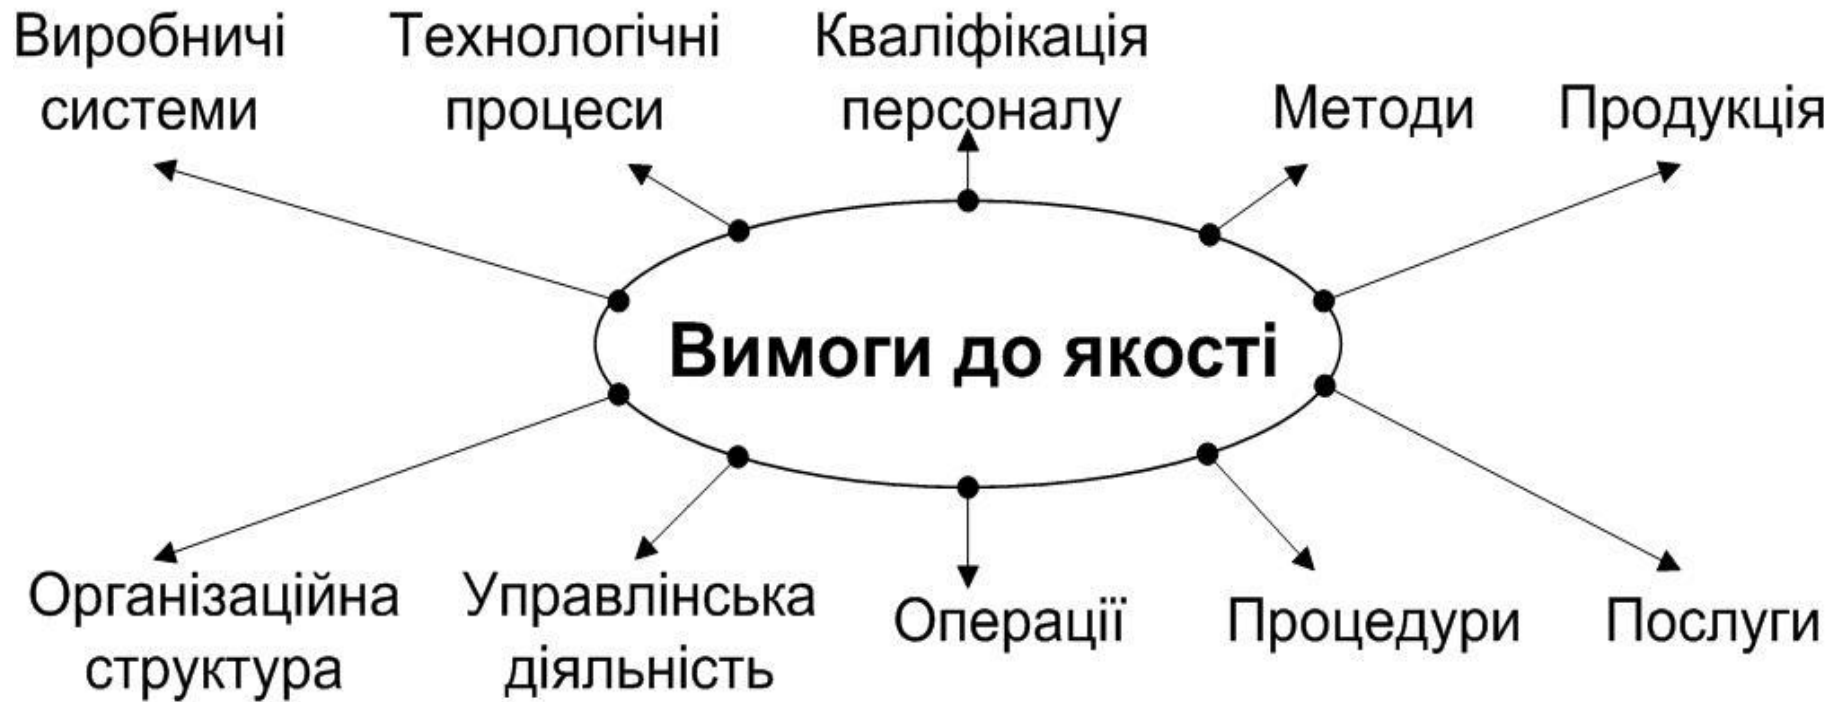 Виробничі
системи
Технологічні
процеси
Кваліфікація
персоналу
Методи
Продукція
Вимоги до якості
Організаційна
структура
Управлінська
діяльність
Операції
Процедури
Послуги